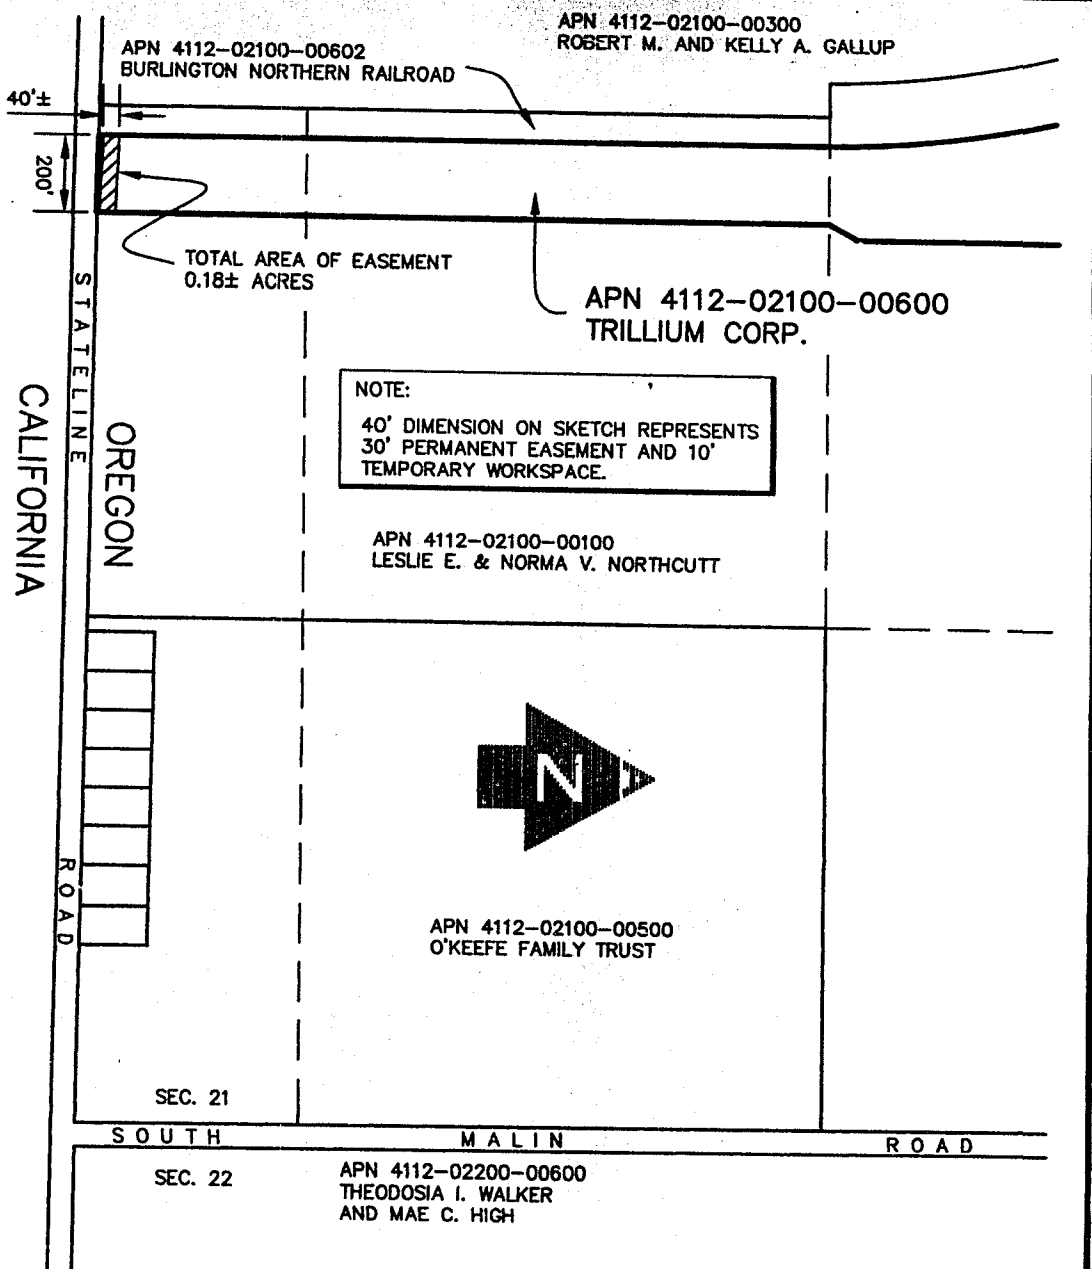 APN 4112-02100-00300
ROBERT M. AND KELLY A. GALLUP
APN 4112-02100-00602
BURLINGTON NORTHERN RAILROAD
40'±
200'
TOTAL AREA OF EASEMENT
0.18± ACRES
APN 4112-02100-00600
TRILLIUM CORP.
STATELINE
CALIFORNIA
OREGON
NOTE:
40' DIMENSION ON SKETCH REPRESENTS
30' PERMANENT EASEMENT AND 10'
TEMPORARY WORKSPACE.
APN 4112-02100-00100
LESLIE E. & NORMA V. NORTHCUTT
N
ROAD
APN 4112-02100-00500
O'KEEFE FAMILY TRUST
SEC. 21
SOUTH MALIN ROAD
SEC. 22
APN 4112-02200-00600
THEODOSIA I. WALKER
AND MAE C. HIGH